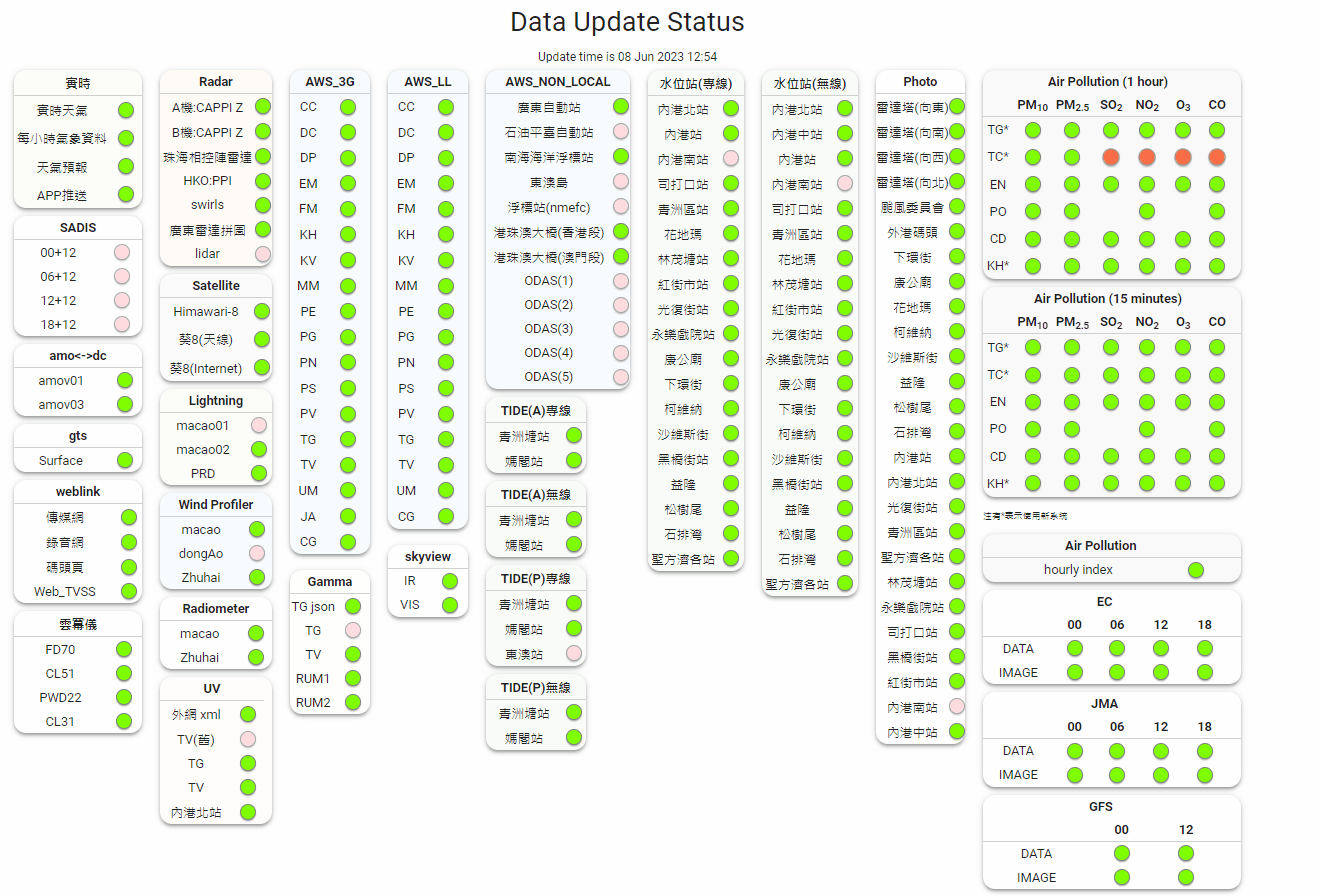 Data Update Status
Update time is 08 Jun 2023 12:54
實時
實時天氣
每小時氣象資料
天氣預報
APP推送
SADIS
00+12
06+12
12+12
18+12
amo<->dc
amov01
amov03
gts
Surface
weblink
傳媒網
錄音網
碼頭頁
Web_TVSS
雲冪儀
FD70
CL51
PWD22
CL31
Radar
A機:CAPPI Z
B機:CAPPI Z
珠海相控陣雷達
HKO:PPI
swirls
廣東雷達拼圖
lidar
Satellite
Himawari-8
葵8(天線)
葵8(Internet)
Lightning
macao01
macao02
PRD
Wind Profiler
macao
dongAo
Zhuhai
Radiometer
macao
Zhuhai
UV
外網 xml
TV(舊)
TG
TV
內港北站
AWS_3G
CC
DC
DP
EM
FM
KH
KV
MM
PE
PG
PN
PS
PV
TG
TV
UM
JA
CG
Gamma
TG json
TG
TV
RUM1
RUM2
AWS_LL
CC
DC
DP
EM
FM
KH
KV
MM
PE
PG
PN
PS
PV
TG
TV
UM
CG
skyview
IR
VIS
AWS_NON_LOCAL
廣東自動站
石油平臺自動站
南海海洋浮標站
東澳島
浮標站(nmefc)
港珠澳大橋(香港段)
港珠澳大橋(澳門段)
ODAS(1)
ODAS(2)
ODAS(3)
ODAS(4)
ODAS(5)
TIDE(A)専線
青洲塘站
媽閣站
TIDE(A)無線
青洲塘站
媽閣站
TIDE(P)専線
青洲塘站
媽閣站
東澳站
TIDE(P)無線
青洲塘站
媽閣站
水位站(專線)
內港北站
內港站
內港南站
司打口站
青洲區站
花地瑪
林茂塘站
紅街市站
光復街站
永樂戲院站
康公廟
下環街
柯維納
沙維斯街
黑橋街站
益隆
松樹尾
石排灣
聖方濟各站
水位站(無線)
內港北站
內港中站
內港站
內港南站
司打口站
青洲區站
花地瑪
林茂塘站
紅街市站
光復街站
永樂戲院站
康公廟
下環街
柯維納
沙維斯街
黑橋街站
益隆
松樹尾
石排灣
聖方濟各站
Photo
雷達塔(向東)
雷達塔(向南)
雷達塔(向西)
雷達塔(向北)
颱風委員會
外港碼頭
下環街
康公廟
花地瑪
柯維納
沙維斯街
益隆
松樹尾
石排灣
內港站
內港北站
光復街站
青洲區站
聖方濟各站
林茂塘站
永樂戲院站
司打口站
黑橋街站
紅街市站
內港南站
內港中站
Air Pollution (1 hour)
PM10 PM2.5 SO2 NO2 O3 CO
TG*
TC*
EN
PO
CD
KH*
Air Pollution (15 minutes)
PM10 PM2.5 SO2 NO2 O3 CO
TG*
TC*
EN
PO
CD
KH*
注有*表示使用新系統
Air Pollution
hourly index
EC
00 06 12 18
DATA
IMAGE
JMA
00 06 12 18
DATA
IMAGE
GFS
00 12
DATA
IMAGE